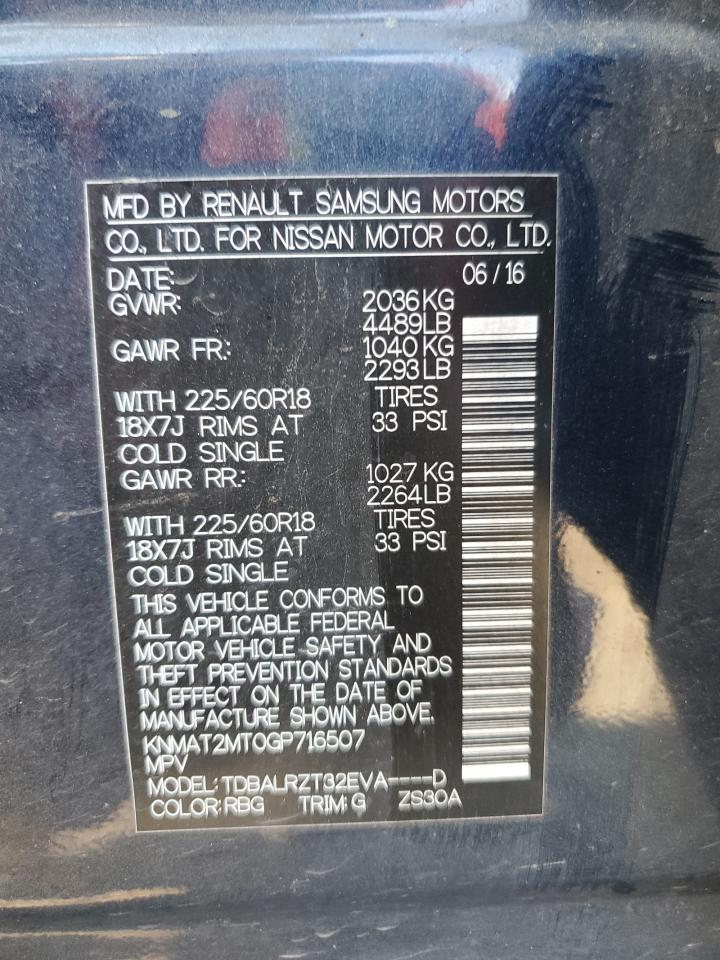 MFD BY RENAULT SAMSUNG MOTORS
CO., LTD. FOR NISSAN MOTOR CO., LTD.
DATE: 06 / 16
GVWR: 2036 KG
4489 LB
GAWR FR: 1040 KG
2293 LB
WITH 225/60R18 TIRES
18X7J RIMS AT 33 PSI
COLD SINGLE
GAWR RR: 1027 KG
2264 LB
WITH 225/60R18 TIRES
18X7J RIMS AT 33 PSI
COLD SINGLE
THIS VEHICLE CONFORMS TO
ALL APPLICABLE FEDERAL
MOTOR VEHICLE SAFETY AND
THEFT PREVENTION STANDARDS
IN EFFECT ON THE DATE OF
MANUFACTURE SHOWN ABOVE.
KNMAT2MT0GP716507
MPV
MODEL: TDBALRZT32EVA----D
COLOR: RBG TRIM: G ZS30A